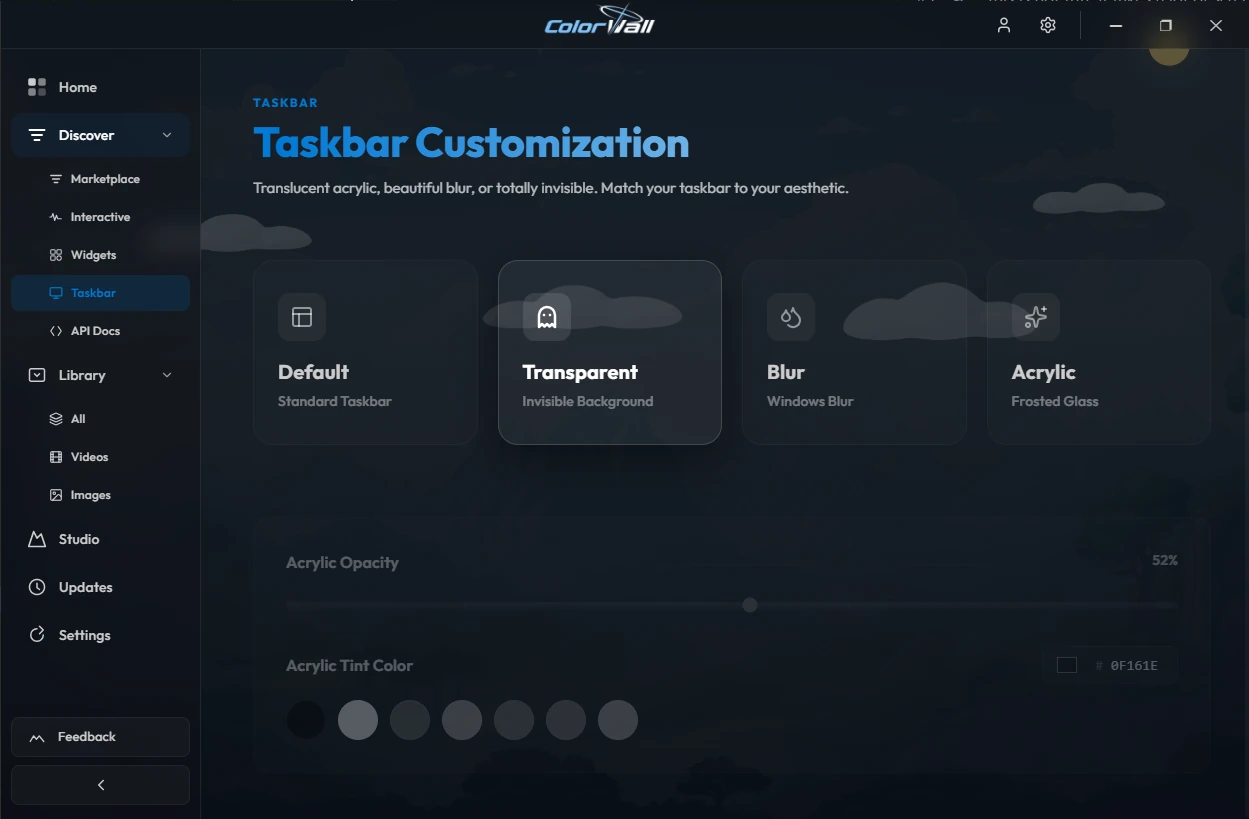 ColorWall
Home
Discover
Marketplace
Interactive
Widgets
Taskbar
API Docs
Library
All
Videos
Images
Studio
Updates
Settings
Feedback
TASKBAR
Taskbar Customization
Translucent acrylic, beautiful blur, or totally invisible. Match your taskbar to your aesthetic.
Default
Standard Taskbar
Transparent
Invisible Background
Blur
Windows Blur
Acrylic
Frosted Glass
Acrylic Opacity
52%
Acrylic Tint Color
# 0F161E